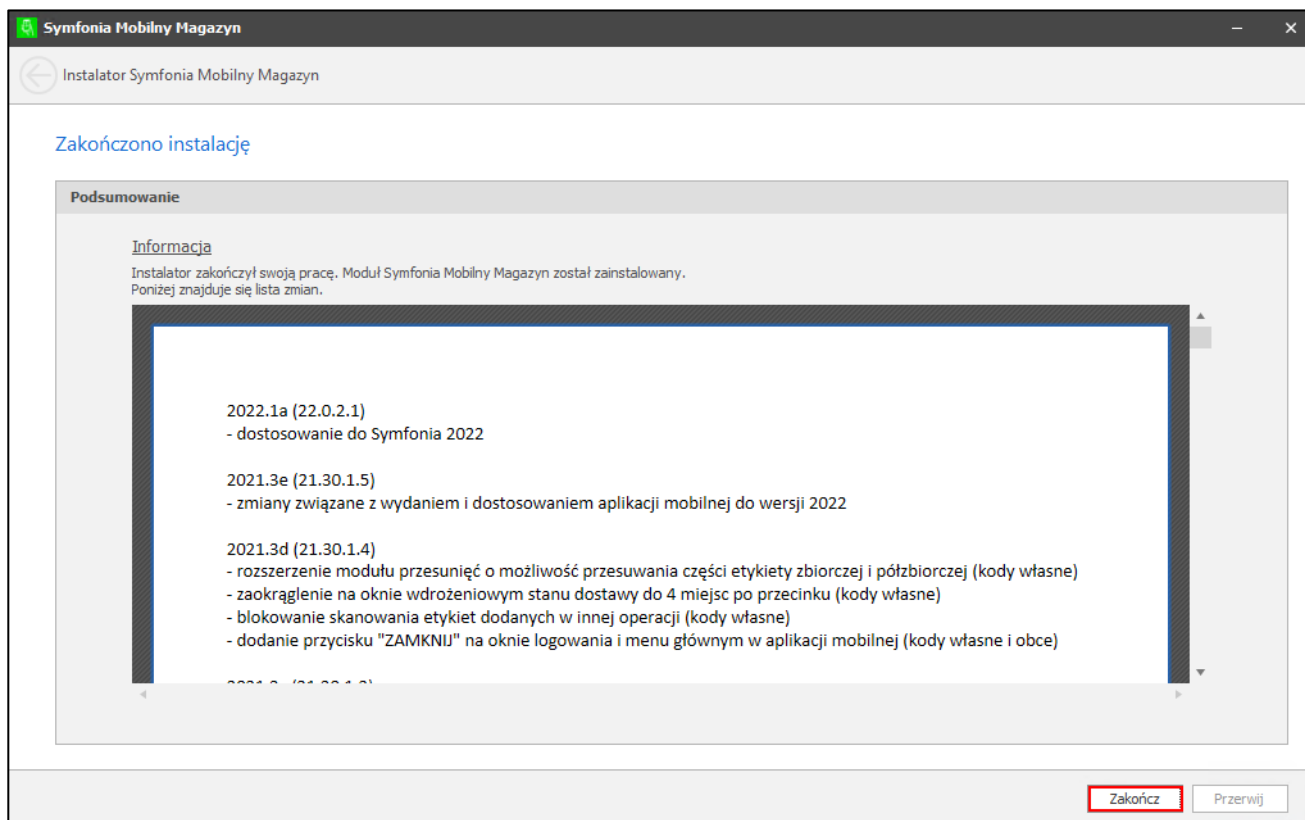 Symfonia Mobilny Magazyn
Instalator Symfonia Mobilny Magazyn
Zakończono instalację
Podsumowanie
Informacja
Instalator zakończył swoją pracę. Moduł Symfonia Mobilny Magazyn został zainstalowany.
Poniżej znajduje się lista zmian.
2022.1a (22.0.2.1)
- dostosowanie do Symfonia 2022
2021.3e (21.30.1.5)
- zmiany związane z wydaniem i dostosowaniem aplikacji mobilnej do wersji 2022
2021.3d (21.30.1.4)
- rozszerzenie modułu przesunięć o możliwość przesuwania części etykiety zbiorczej i półzbiorczej (kody własne)
- zaokrąglenie na oknie wdrożeniowym stanu dostawy do 4 miejsc po przecinku (kody własne)
- blokowanie skanowania etykiet dodanych w innej operacji (kody własne)
- dodanie przycisku "ZAMKNIJ" na oknie logowania i menu głównym w aplikacji mobilnej (kody własne i obce)
Zakończ
Przerwij